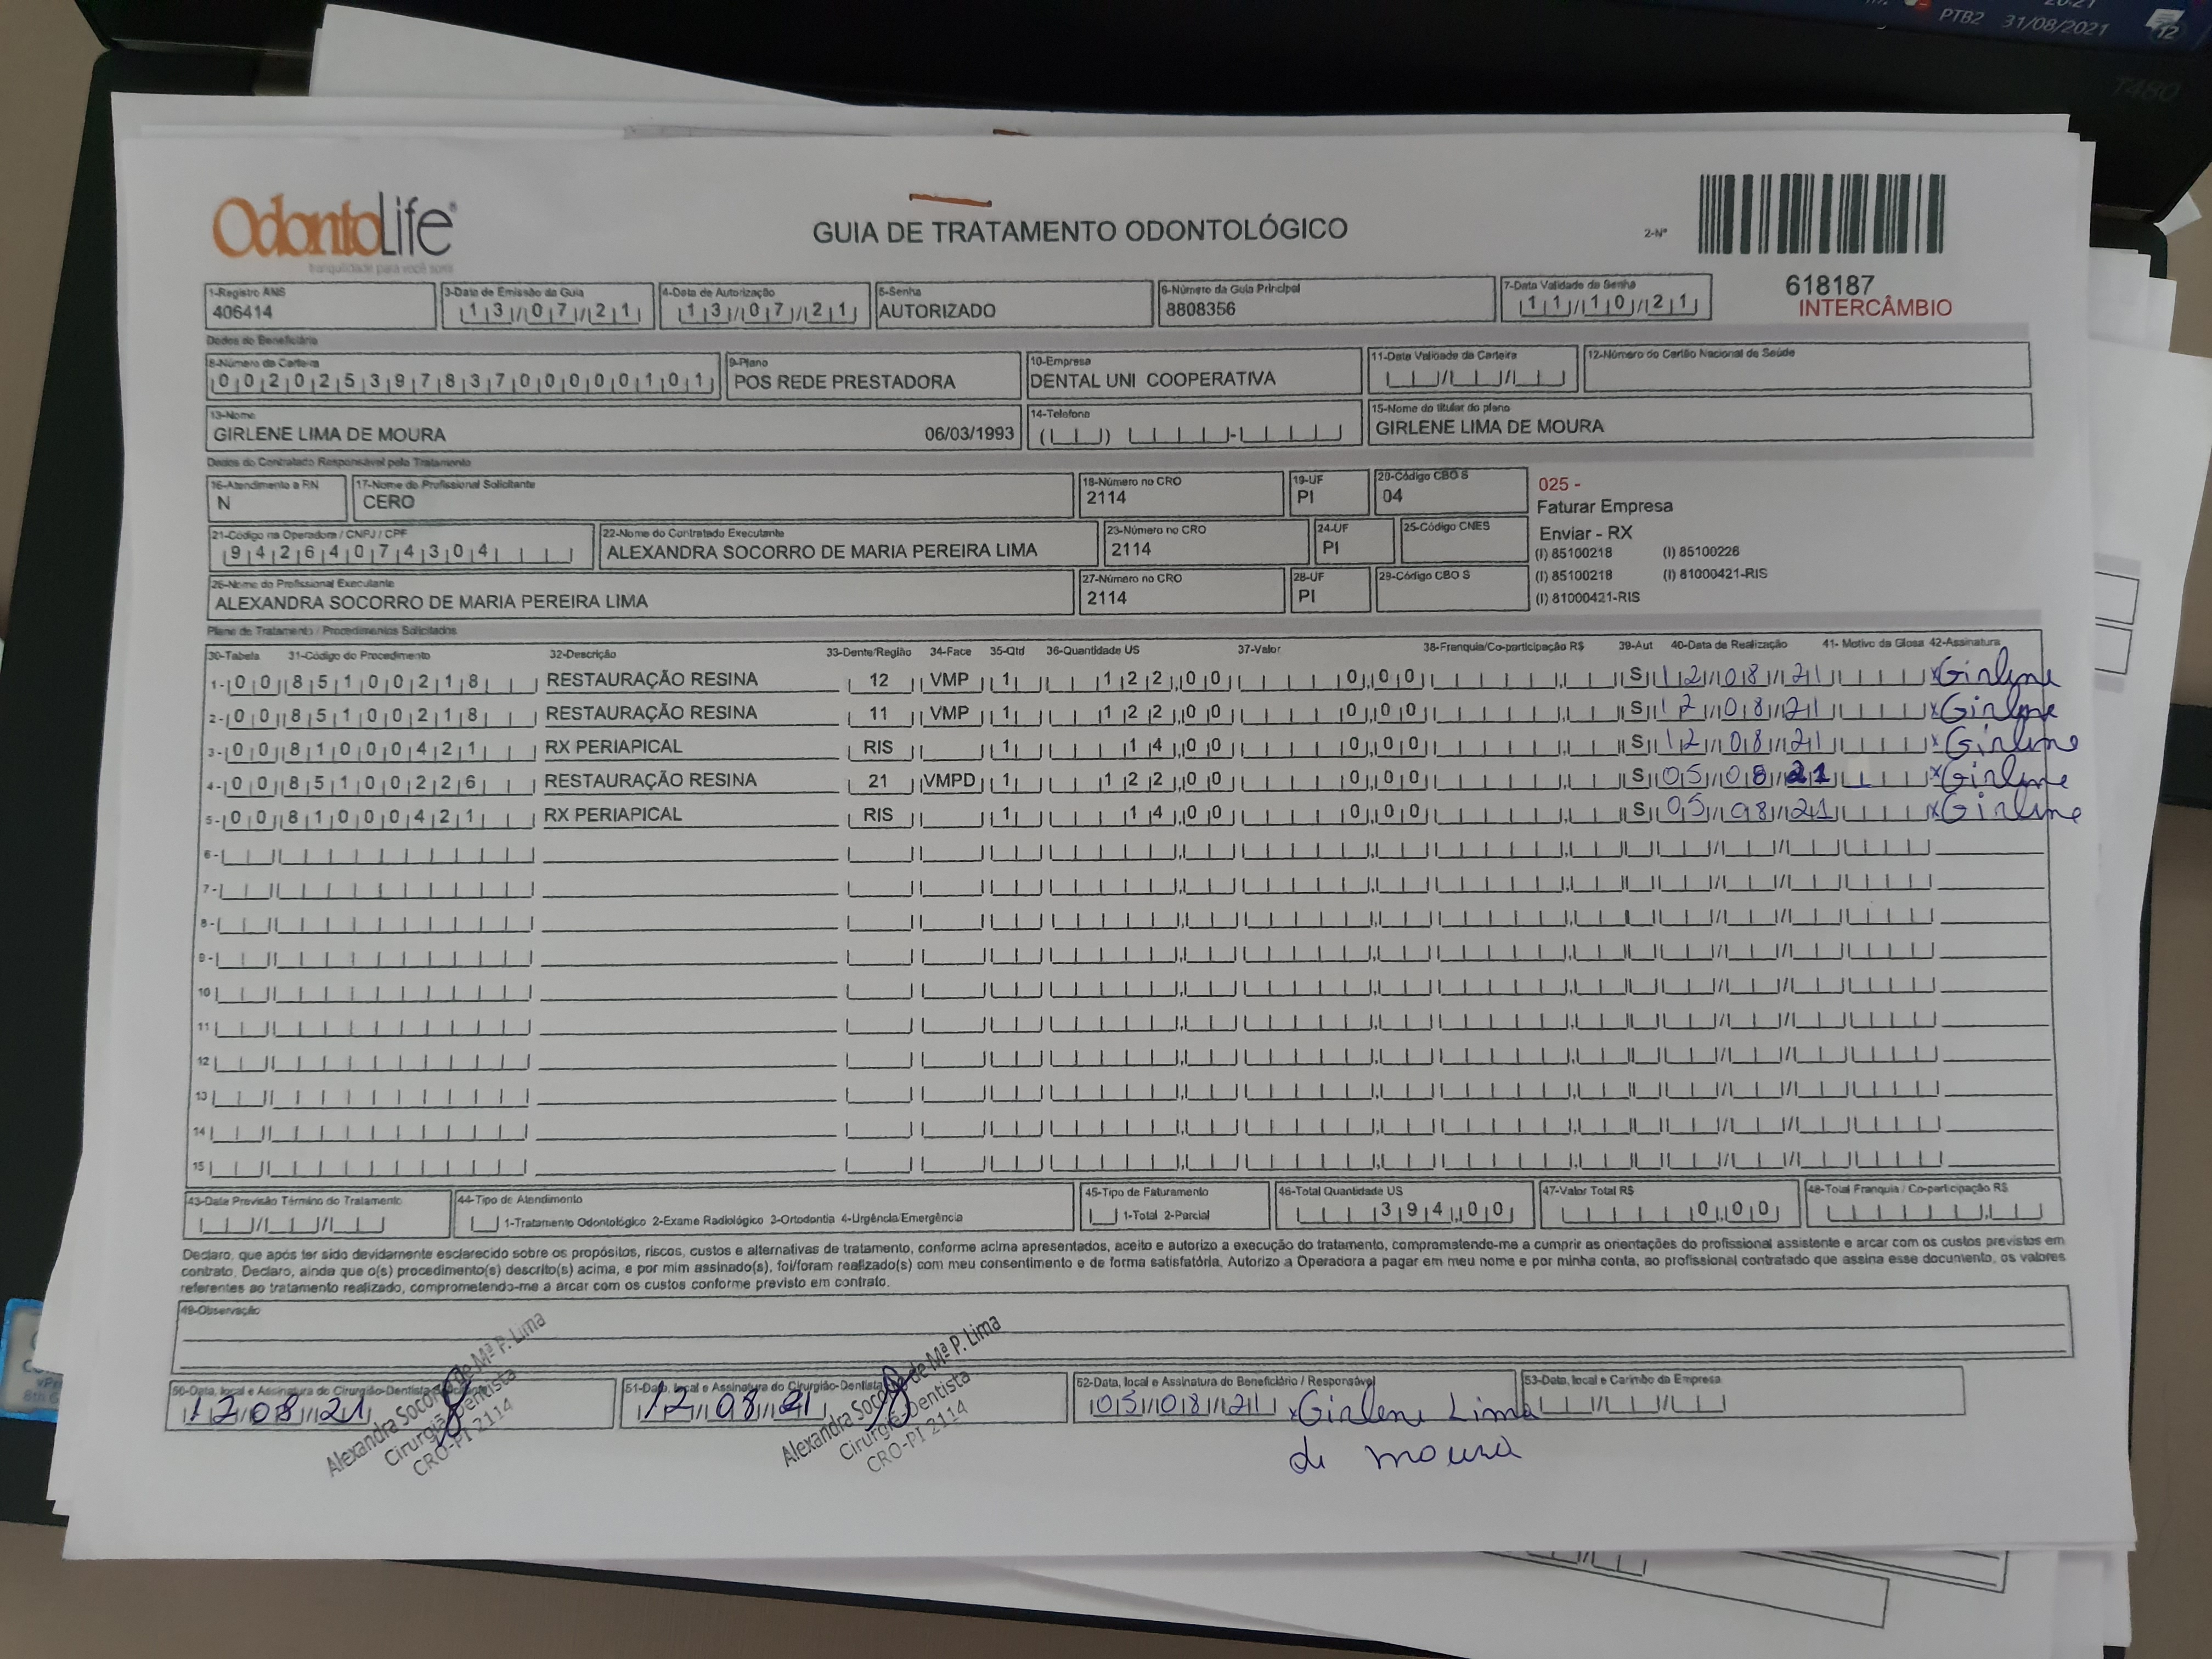 PTB2 31/08/2021
12
T480
OdontoLife
tranquilidade para você sorrir
GUIA DE TRATAMENTO ODONTOLÓGICO
2-Nº
618187
INTERCÂMBIO
1-Registro ANS
406414
3-Data de Emissão da Guia
13/07/21
4-Data de Autorização
13/07/21
5-Senha
AUTORIZADO
6-Número da Guia Principal
8808356
7-Data Validade da Senha
11/10/21
Dados do Beneficiário
8-Número da Carteira
00202539783700000101
9-Plano
POS REDE PRESTADORA
10-Empresa
DENTAL UNI COOPERATIVA
11-Data Validade da Carteira
12-Número do Cartão Nacional de Saúde
13-Nome
GIRLENE LIMA DE MOURA 06/03/1993
14-Telefone
15-Nome do titular do plano
GIRLENE LIMA DE MOURA
Dados do Contratado Responsável pelo Tratamento
16-Atendimento a RN
N
17-Nome do Profissional Solicitante
CERO
18-Número no CRO
2114
19-UF
PI
20-Código CBO S
04
025 -
Faturar Empresa
Enviar - RX
(I) 85100218 (I) 85100226
(I) 85100218 (I) 81000421-RIS
(I) 81000421-RIS
21-Código na Operadora / CNPJ / CPF
94264074304
22-Nome do Contratado Executante
ALEXANDRA SOCORRO DE MARIA PEREIRA LIMA
23-Número no CRO
2114
24-UF
PI
25-Código CNES
26-Nome do Profissional Executante
ALEXANDRA SOCORRO DE MARIA PEREIRA LIMA
27-Número no CRO
2114
28-UF
PI
29-Código CBO S
Plano de Tratamento / Procedimentos Solicitados
30-Tabela 31-Código do Procedimento 32-Descrição 33-Dente/Região 34-Face 35-Qtd 36-Quantidade US 37-Valor 38-Franquia/Co-participação R$ 39-Aut 40-Data de Realização 41- Motivo da Glosa 42-Assinatura
1- 00 85100218 RESTAURAÇÃO RESINA 12 VMP 1 122,00 0,00 S 12/08/21 x Girlene
2- 00 85100218 RESTAURAÇÃO RESINA 11 VMP 1 122,00 0,00 S 12/08/21 x Girlene
3- 00 81000421 RX PERIAPICAL RIS 1 14,00 0,00 S 12/08/21 x Girlene
4- 00 85100226 RESTAURAÇÃO RESINA 21 VMPD 1 122,00 0,00 S 05/08/21 x Girlene
5- 00 81000421 RX PERIAPICAL RIS 1 14,00 0,00 S 05/08/21 x Girlene
6-
7-
8-
9-
10
11
12
13
14
15
43-Data Previsão Término do Tratamento
44-Tipo de Atendimento
1-Tratamento Odontológico 2-Exame Radiológico 3-Ortodontia 4-Urgência/Emergência
45-Tipo de Faturamento
1-Total 2-Parcial
46-Total Quantidade US
394,00
47-Valor Total R$
0,00
48-Total Franquia / Co-participação R$
Declaro, que após ter sido devidamente esclarecido sobre os propósitos, riscos, custos e alternativas de tratamento, conforme acima apresentados, aceito e autorizo a execução do tratamento, comprometendo-me a cumprir as orientações do profissional assistente e arcar com os custos previstos em
contrato, Declaro, ainda que o(s) procedimento(s) descrito(s) acima, e por mim assinado(s), foi/foram realizado(s) com meu consentimento e de forma satisfatória. Autorizo a Operadora a pagar em meu nome e por minha conta, ao profissional contratado que assina esse documento, os valores
referentes ao tratamento realizado, comprometendo-me a arcar com os custos conforme previsto em contrato.
49-Observação
50-Data, local e Assinatura do Cirurgião-Dentista
12/08/21
Alexandra Socorro de Mª P. Lima
Cirurgiã-Dentista
CRO-PI 2114
51-Data, local e Assinatura do Cirurgião-Dentista
12/08/21
Alexandra Socorro de Mª P. Lima
Cirurgiã-Dentista
CRO-PI 2114
52-Data, local e Assinatura do Beneficiário / Responsável
05/08/21 x Girlene Lima
de moura
53-Data, local e Carimbo da Empresa